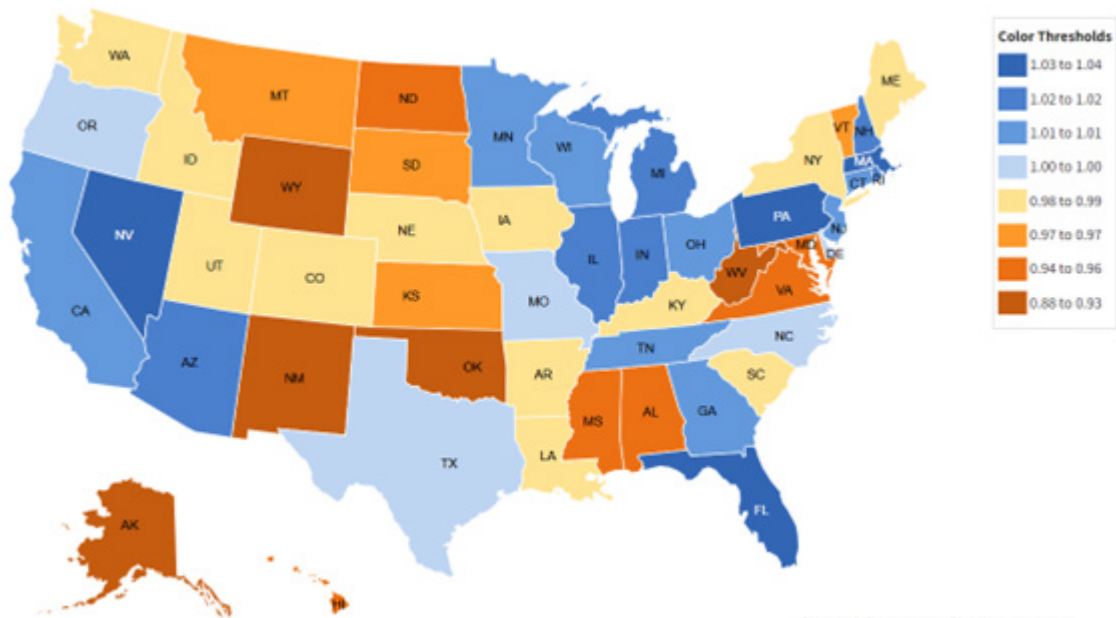 Color Thresholds
1.03 to 1.04
1.02 to 1.02
1.01 to 1.01
1.00 to 1.00
0.98 to 0.99
0.97 to 0.97
0.94 to 0.96
0.88 to 0.93
WA
MT
ND
MN
ME
OR
ID
SD
WI
VT
NH
NY
MA
WY
MI
CT
RI
IA
NE
PA
NV
NJ
UT
CO
IL
IN
OH
MD
DE
WV
KS
MO
KY
VA
CA
TN
NC
AZ
NM
OK
AR
SC
MS
AL
GA
LA
TX
FL
AK
HI